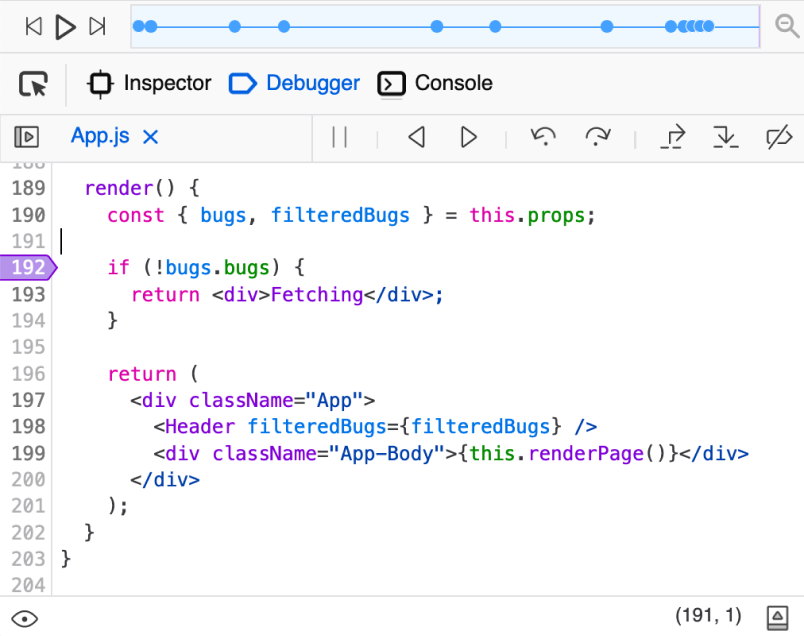 Inspector Debugger Console
App.js
188
189 render() {
190 const { bugs, filteredBugs } = this.props;
191
192 if (!bugs.bugs) {
193 return <div>Fetching</div>;
194 }
195
196 return (
197 <div className="App">
198 <Header filteredBugs={filteredBugs} />
199 <div className="App-Body">{this.renderPage()}</div>
200 </div>
201 );
202 }
203 }
204
(191, 1)